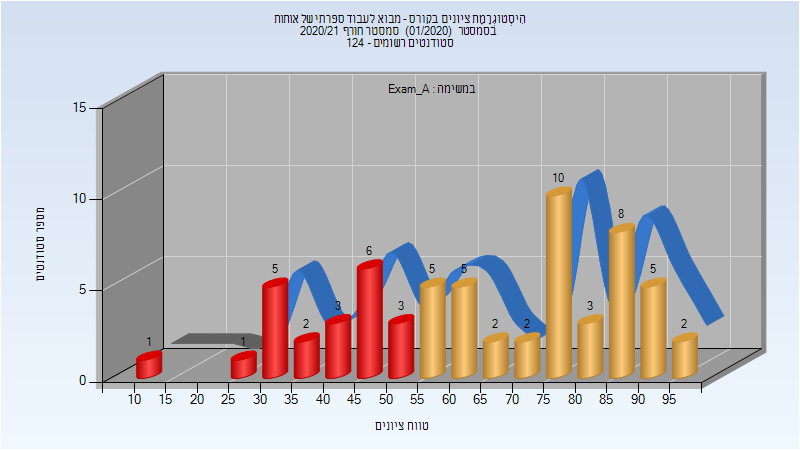 היסטוגרמת ציונים בקורס - מבוא לעבוד ספרתי של אותות
בסמסטר (01/2020) סמסטר חורף 2020/21
סטודנטים רשומים - 124
במשימה : Exam_A
מספר סטודנטים
15
10
5
0
1 1 5 2 3 6 3 5 5 2 2 10 3 8 5 2
10 15 20 25 30 35 40 45 50 55 60 65 70 75 80 85 90 95
טווח ציונים